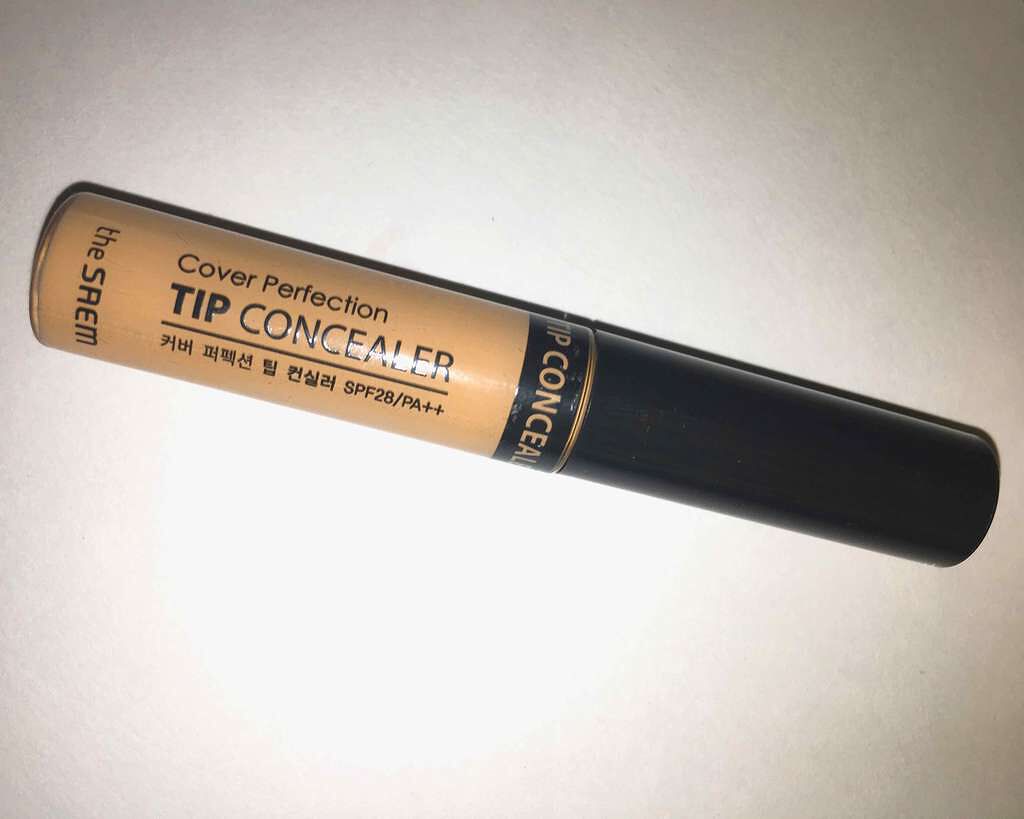 the SAEM
Cover Perfection
TIP CONCEALER
커버 퍼펙션 팁 컨실러 SPF28/PA++
TIP CONCEAL